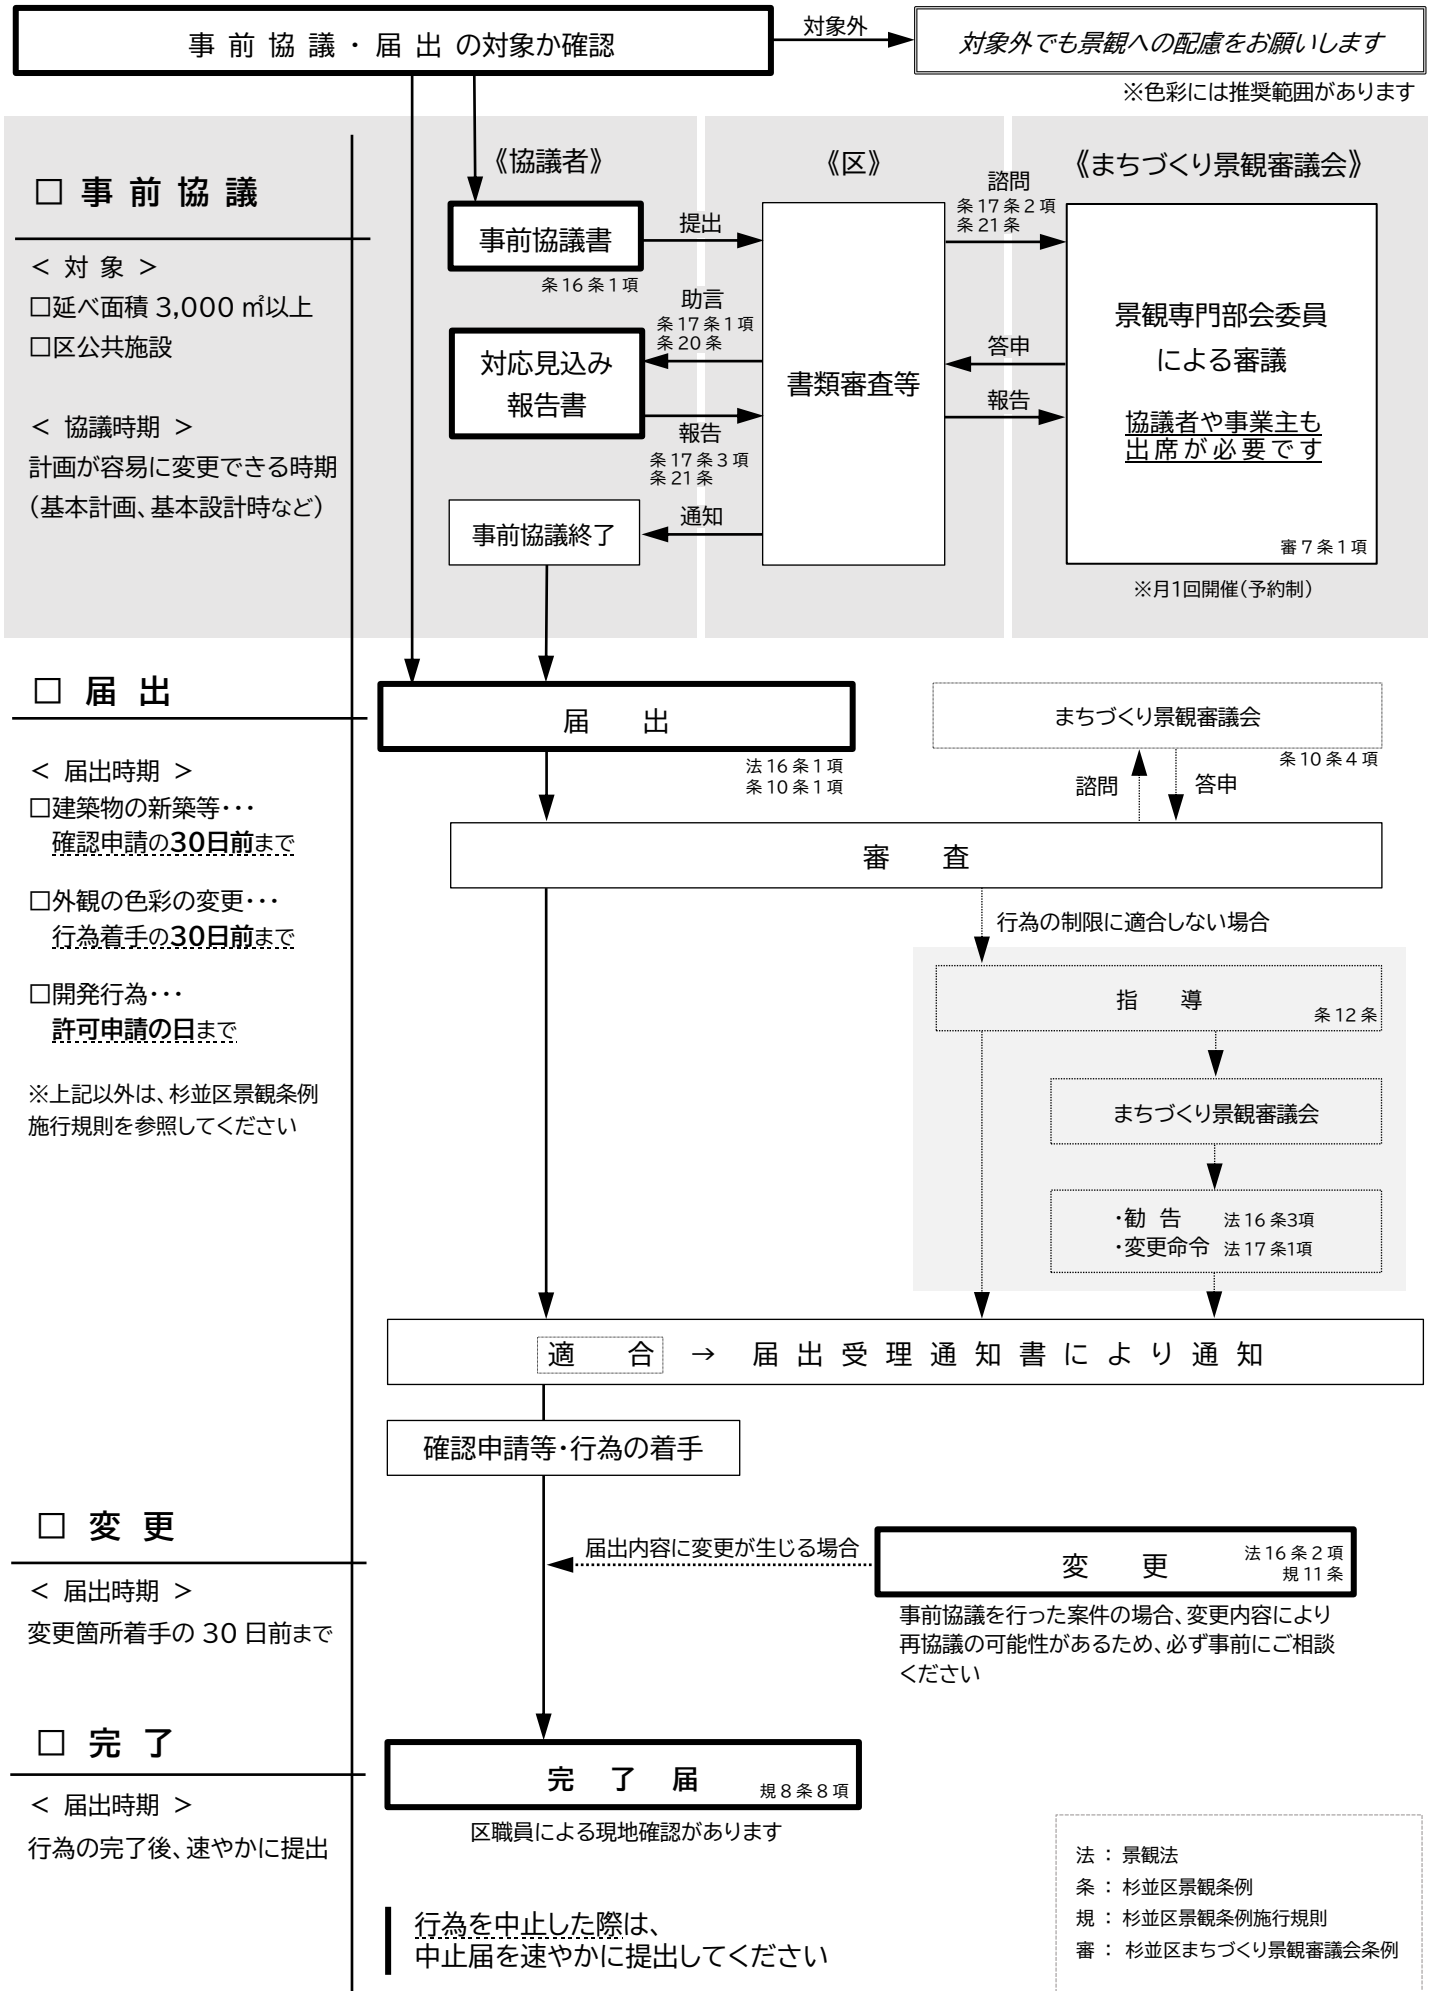 事前協議・届出の対象か確認
対象外
対象外でも景観への配慮をお願いします
※色彩には推奨範囲があります
□ 事前協議
＜ 対 象 ＞
□延べ面積 3,000 ㎡以上
□区公共施設
＜ 協議時期 ＞
計画が容易に変更できる時期
（基本計画、基本設計時など）
《協議者》
《区》
《まちづくり景観審議会》
事前協議書
条16条1項
提出
諮問
条17条2項
条21条
助言
条17条1項
条20条
対応見込み
報告書
報告
条17条3項
条21条
書類審査等
答申
報告
景観専門部会委員
による審議
協議者や事業主も
出席が必要です
審7条1項
※月1回開催（予約制）
事前協議終了
通知
□ 届出
＜ 届出時期 ＞
□建築物の新築等・・・
確認申請の30日前まで
□外観の色彩の変更・・・
行為着手の30日前まで
□開発行為・・・
許可申請の日まで
※上記以外は、杉並区景観条例
施行規則を参照してください
届 出
法16条1項
条10条1項
まちづくり景観審議会
条10条4項
諮問
答申
審 査
行為の制限に適合しない場合
指 導
条12条
まちづくり景観審議会
・勧 告 法16条3項
・変更命令 法17条1項
適 合 → 届出受理通知書により通知
確認申請等・行為の着手
□ 変更
＜ 届出時期 ＞
変更箇所着手の 30 日前まで
届出内容に変更が生じる場合
変 更
法16条2項
規11条
事前協議を行った案件の場合、変更内容により
再協議の可能性があるため、必ず事前にご相談
ください
□ 完了
＜ 届出時期 ＞
行為の完了後、速やかに提出
完 了 届
規8条8項
区職員による現地確認があります
行為を中止した際は、
中止届を速やかに提出してください
法 ： 景観法
条 ： 杉並区景観条例
規 ： 杉並区景観条例施行規則
審 ： 杉並区まちづくり景観審議会条例